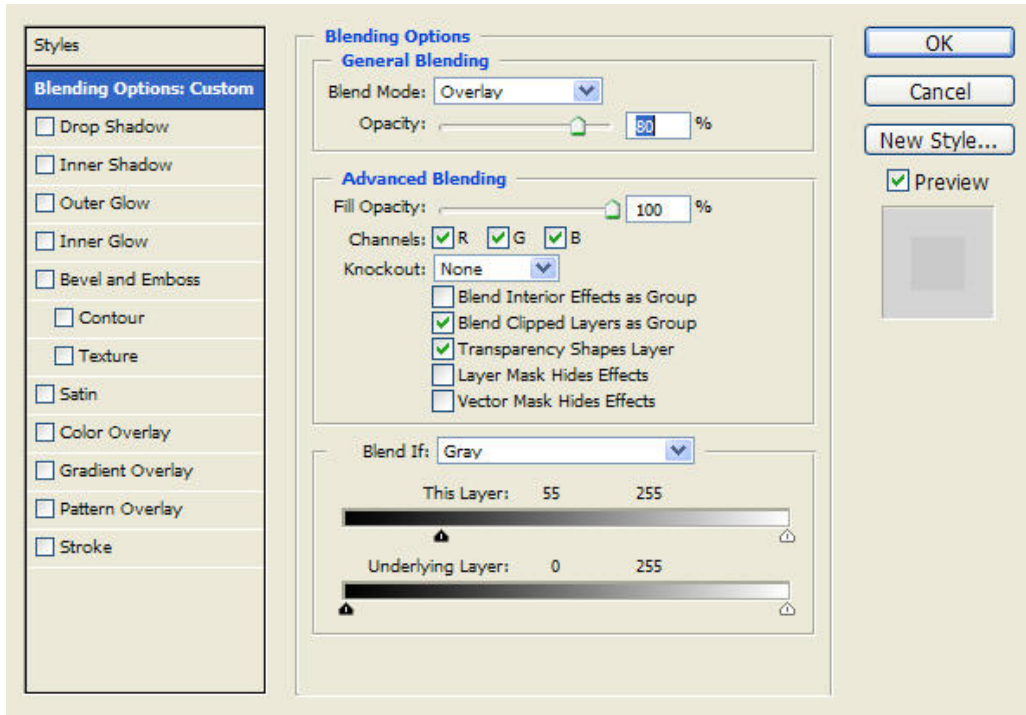 Styles
Blending Options: Custom
Drop Shadow
Inner Shadow
Outer Glow
Inner Glow
Bevel and Emboss
Contour
Texture
Satin
Color Overlay
Gradient Overlay
Pattern Overlay
Stroke
Blending Options
General Blending
Blend Mode: Overlay
Opacity: 80 %
Advanced Blending
Fill Opacity: 100 %
Channels: R G B
Knockout: None
Blend Interior Effects as Group
Blend Clipped Layers as Group
Transparency Shapes Layer
Layer Mask Hides Effects
Vector Mask Hides Effects
Blend If: Gray
This Layer: 55 255
Underlying Layer: 0 255
OK
Cancel
New Style...
Preview